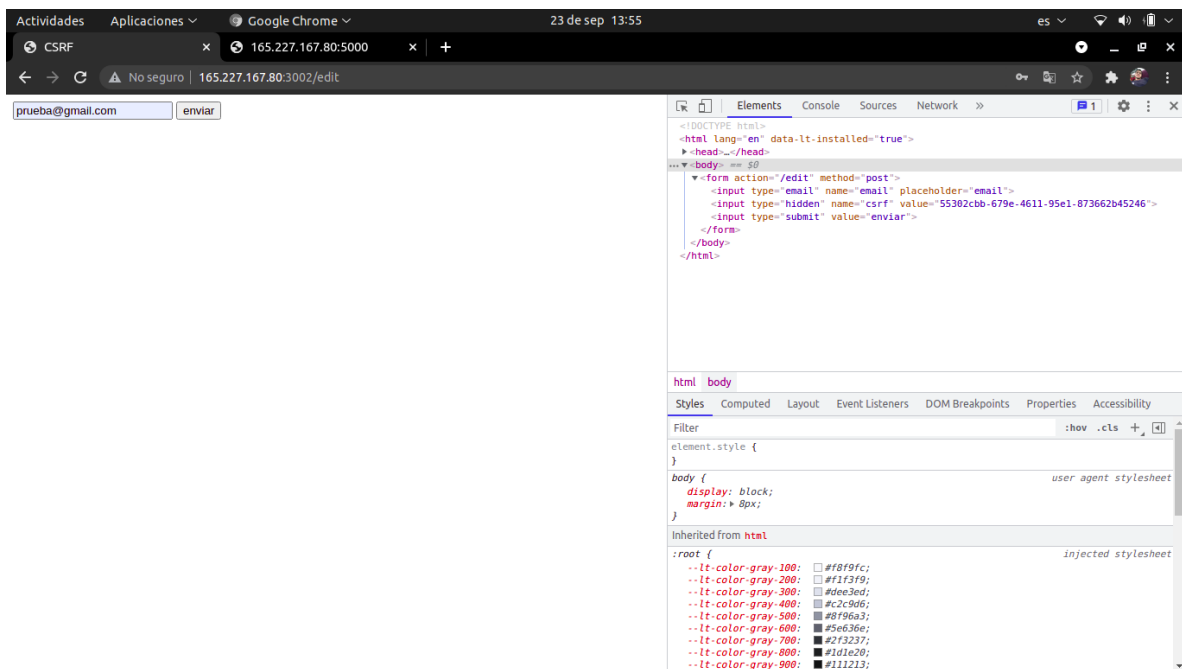 Actividades Aplicaciones Google Chrome 23 de sep 13:55 es
CSRF × 165.227.167.80:5000 × +
No seguro | 165.227.167.80:3002/edit
prueba@gmail.com enviar
Elements Console Sources Network » 1
<!DOCTYPE html>
<html lang="en" data-lt-installed="true">
▶<head>…</head>
…▼<body> == $0
▼<form action="/edit" method="post">
<input type="email" name="email" placeholder="email">
<input type="hidden" name="csrf" value="55302cbb-679e-4611-95e1-873662b45246">
<input type="submit" value="enviar">
</form>
</body>
</html>
html body
Styles Computed Layout Event Listeners DOM Breakpoints Properties Accessibility
Filter :hov .cls +
element.style {
}
body { user agent stylesheet
display: block;
margin:▶ 8px;
}
Inherited from html
:root { injected stylesheet
--lt-color-gray-100: #f8f9fc;
--lt-color-gray-200: #f1f3f9;
--lt-color-gray-300: #dee3ed;
--lt-color-gray-400: #c2c9d6;
--lt-color-gray-500: #8f96a3;
--lt-color-gray-600: #5e636e;
--lt-color-gray-700: #2f3237;
--lt-color-gray-800: #1d1e20;
--lt-color-gray-900: #111213;